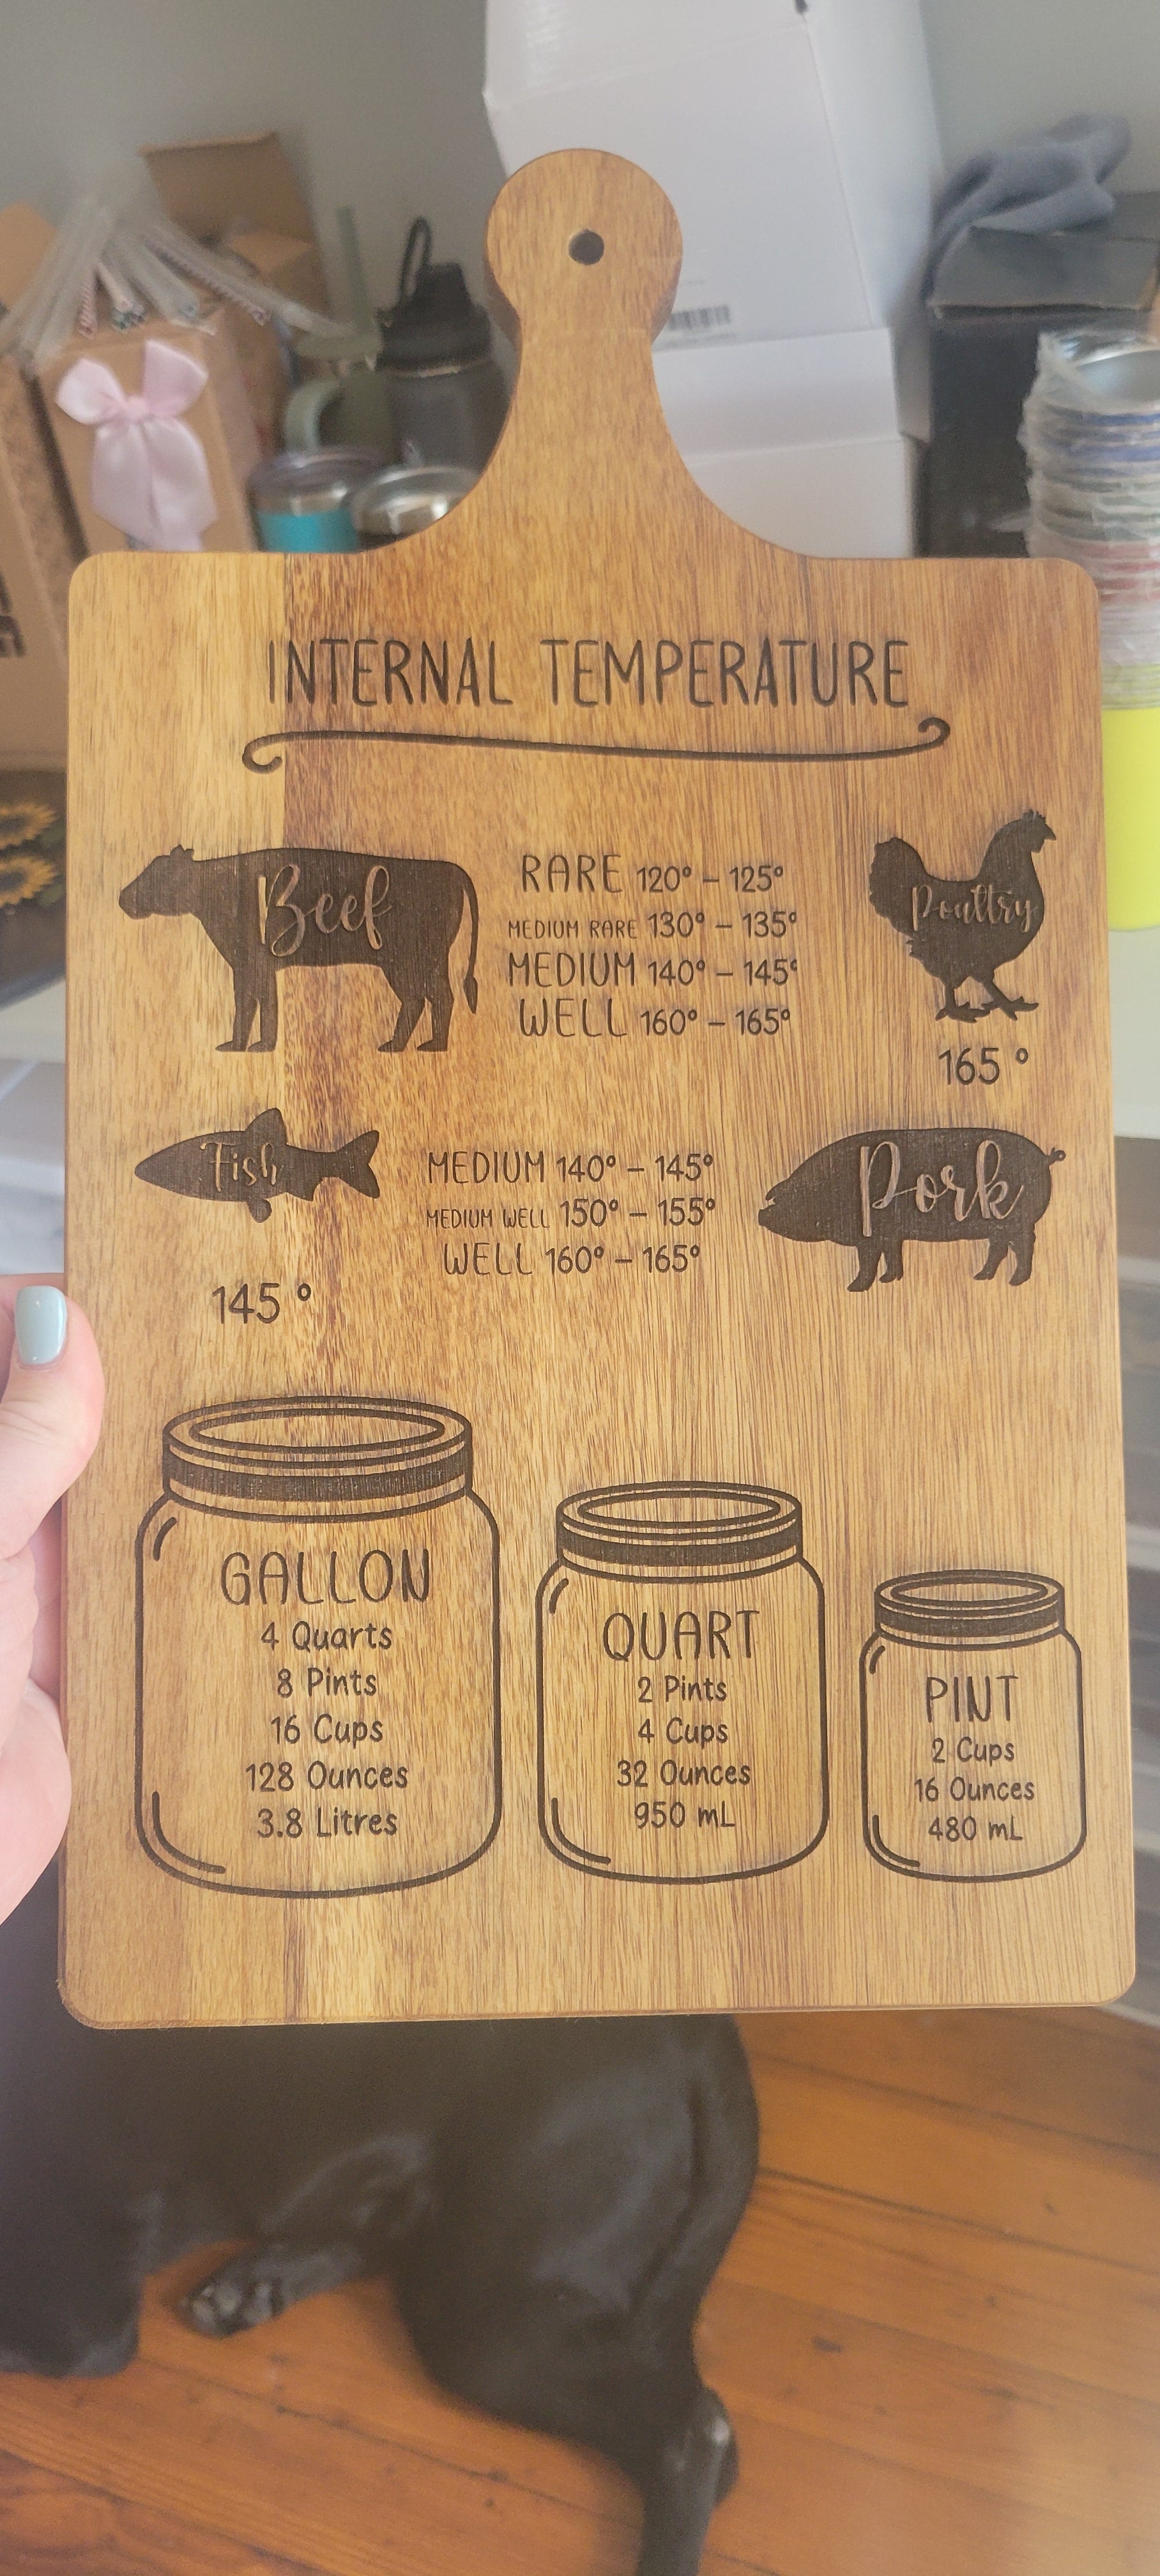 INTERNAL TEMPERATURE
Beef
RARE 120° – 125°
MEDIUM RARE 130° – 135°
MEDIUM 140° – 145°
WELL 160° – 165°
Poultry
165 °
Fish
145 °
MEDIUM 140° – 145°
MEDIUM WELL 150° – 155°
WELL 160° – 165°
Pork
GALLON
4 Quarts
8 Pints
16 Cups
128 Ounces
3.8 Litres
QUART
2 Pints
4 Cups
32 Ounces
950 mL
PINT
2 Cups
16 Ounces
480 mL